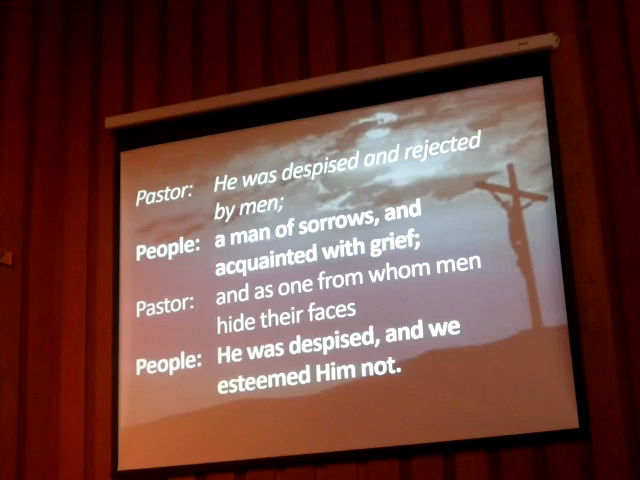 Pastor: He was despised and rejected
by men;
People: a man of sorrows, and
acquainted with grief;
Pastor: and as one from whom men
hide their faces
People: He was despised, and we
esteemed Him not.